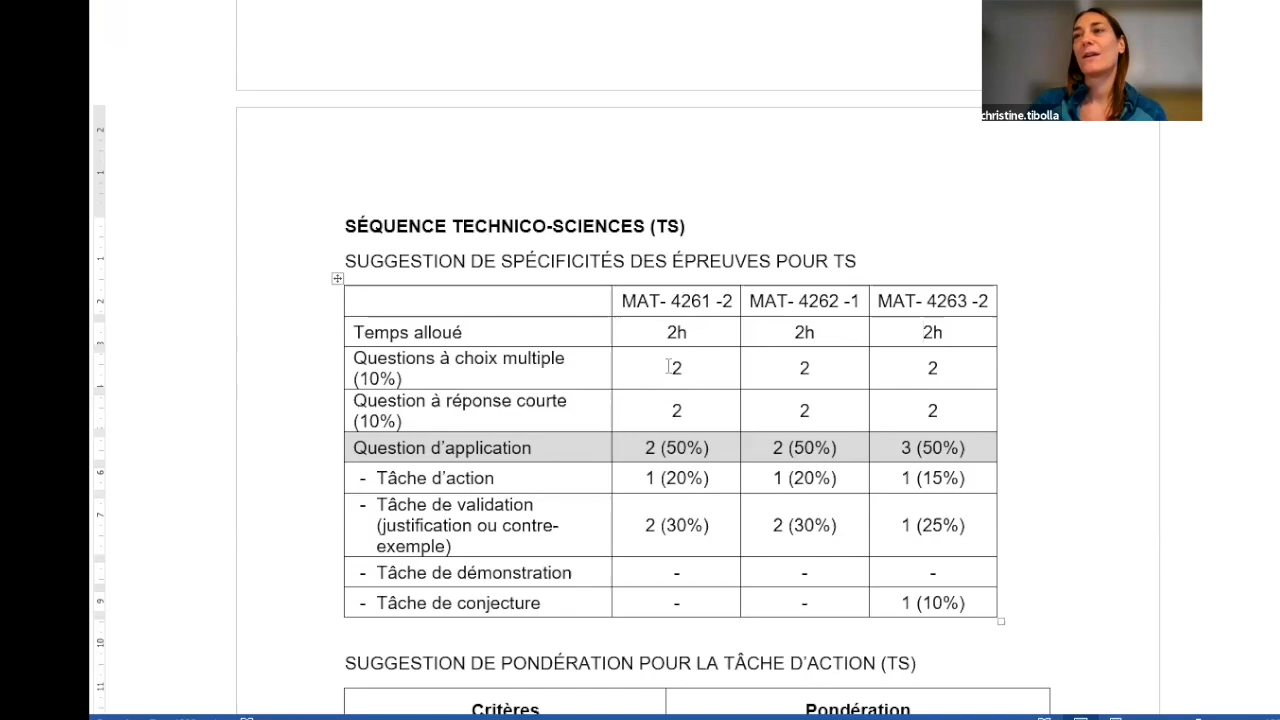 christine.tibolla
SÉQUENCE TECHNICO-SCIENCES (TS)
SUGGESTION DE SPÉCIFICITÉS DES ÉPREUVES POUR TS
MAT- 4261 -2 MAT- 4262 -1 MAT- 4263 -2
Temps alloué 2h 2h 2h
Questions à choix multiple
(10%) 2 2 2
Question à réponse courte
(10%) 2 2 2
Question d'application 2 (50%) 2 (50%) 3 (50%)
- Tâche d'action 1 (20%) 1 (20%) 1 (15%)
- Tâche de validation
(justification ou contre-
exemple) 2 (30%) 2 (30%) 1 (25%)
- Tâche de démonstration - - -
- Tâche de conjecture - - 1 (10%)
SUGGESTION DE PONDÉRATION POUR LA TÂCHE D'ACTION (TS)
Critères Pondération